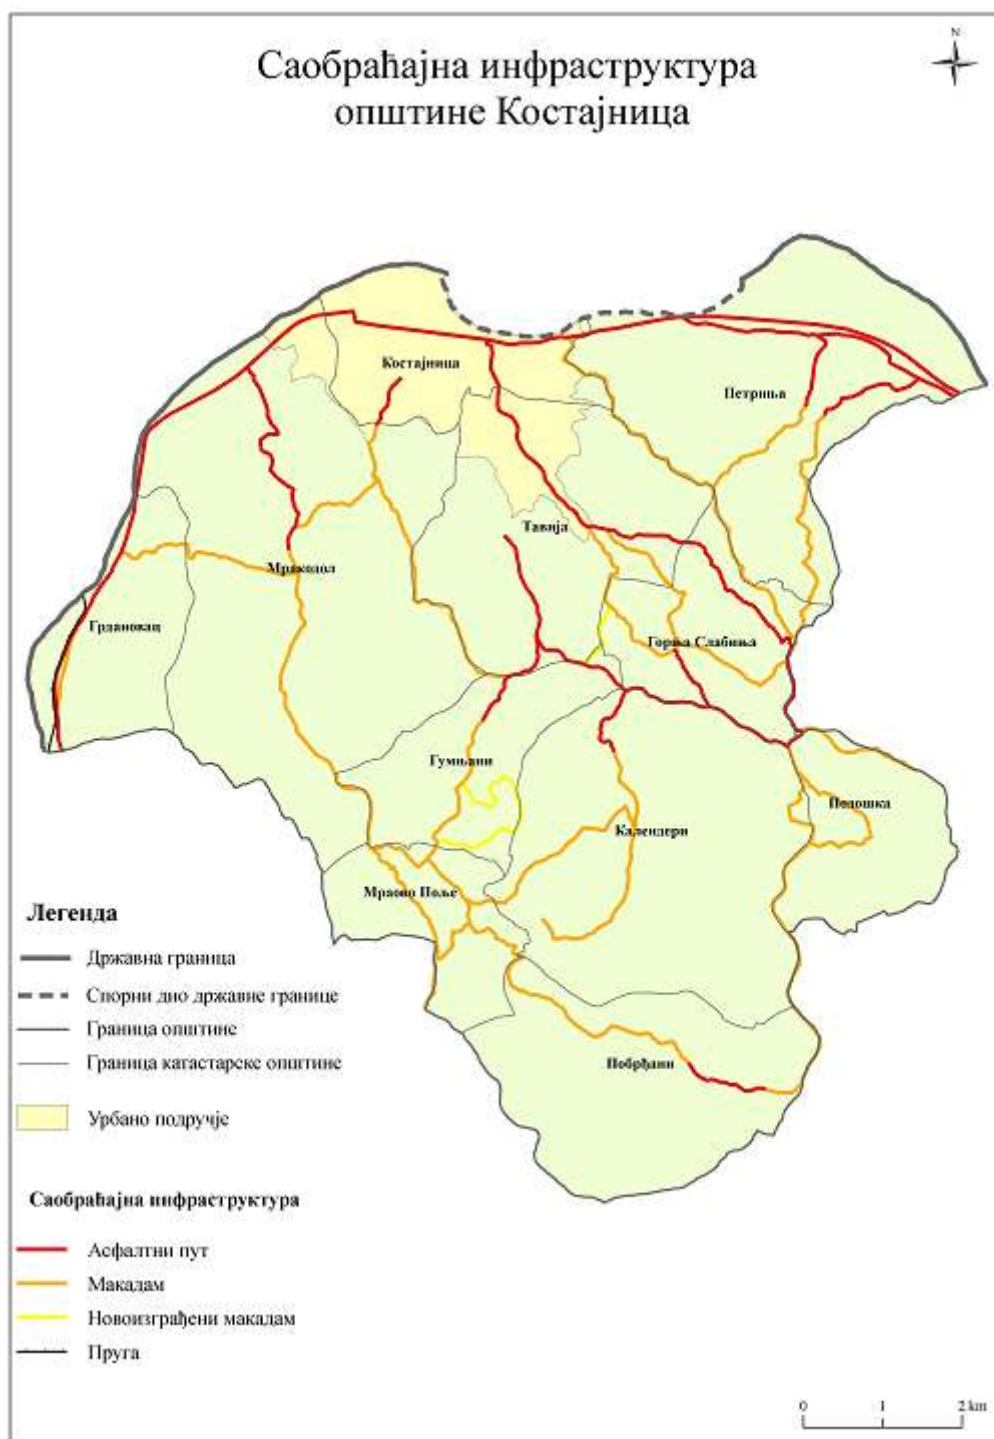 N
Саобраћајна инфраструктура
општине Костајница
Костајница
Петриња
Тавија
Мракодол
Грдановац
Горња Слабиња
Гумњани
Подошка
Календери
Мраово Поље
Побрђани
Легенда
Државна граница
Спорни дио државне границе
Граница општине
Граница катастарске општине
Урбано подручје
Саобраћајна инфраструктура
Асфалтни пут
Макадам
Новоизграђени макадам
Пруга
0 1 2 km